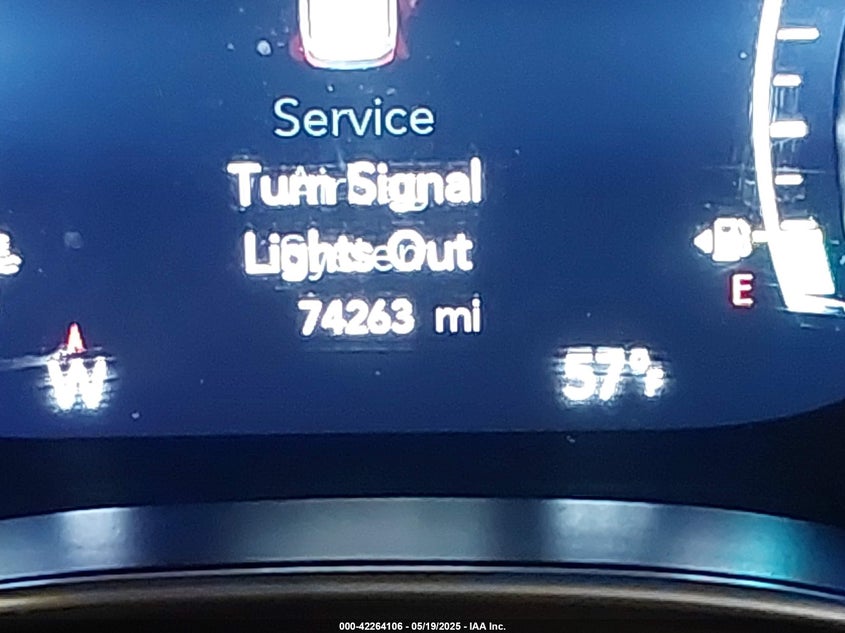 Service
Turn Signal
Lights Out
74263 mi
E
W
57°F
000-42264106 - 05/19/2025 - IAA Inc.